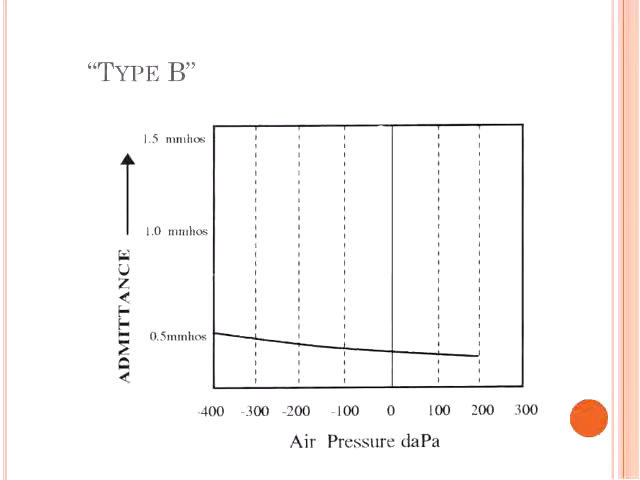 “TYPE B”
1.5 mmhos
1.0 mmhos
0.5mmhos
ADMITTANCE
-400 -300 -200 -100 0 100 200 300
Air Pressure daPa